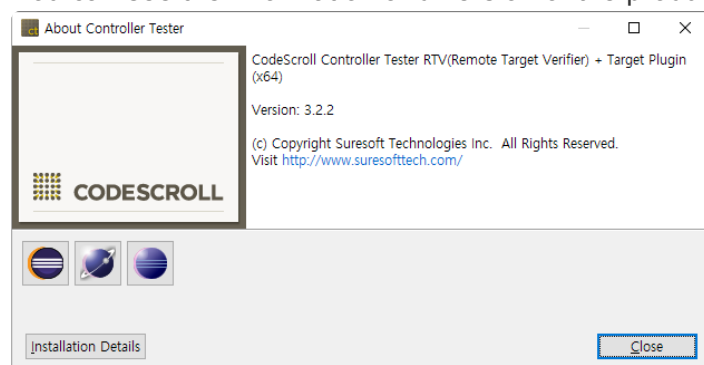 About Controller Tester
CodeScroll Controller Tester RTV(Remote Target Verifier) + Target Plugin
(x64)
Version: 3.2.2
(c) Copyright Suresoft Technologies Inc. All Rights Reserved.
Visit http://www.suresofttech.com/
CODESCROLL
Installation Details
Close